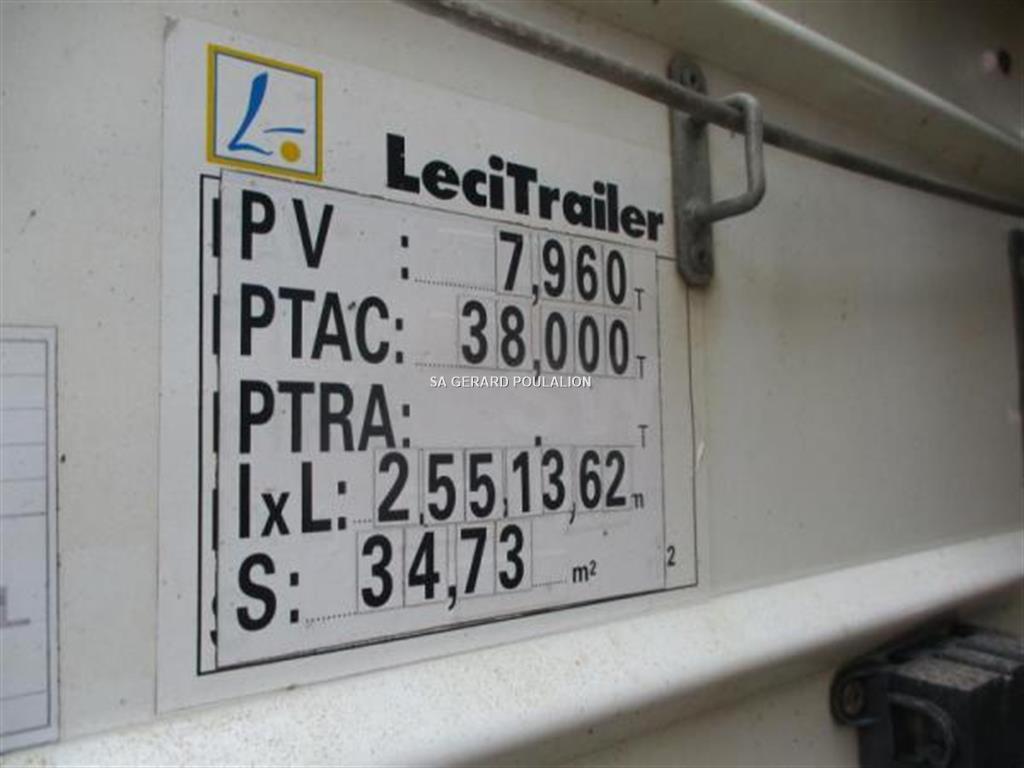 LeciTrailer
PV : 7,960 T
PTAC: 38,000 T
SA GERARD POULALION
PTRA: . T
lxL: 2,55,13,62 m
S: 34,73 m²
2